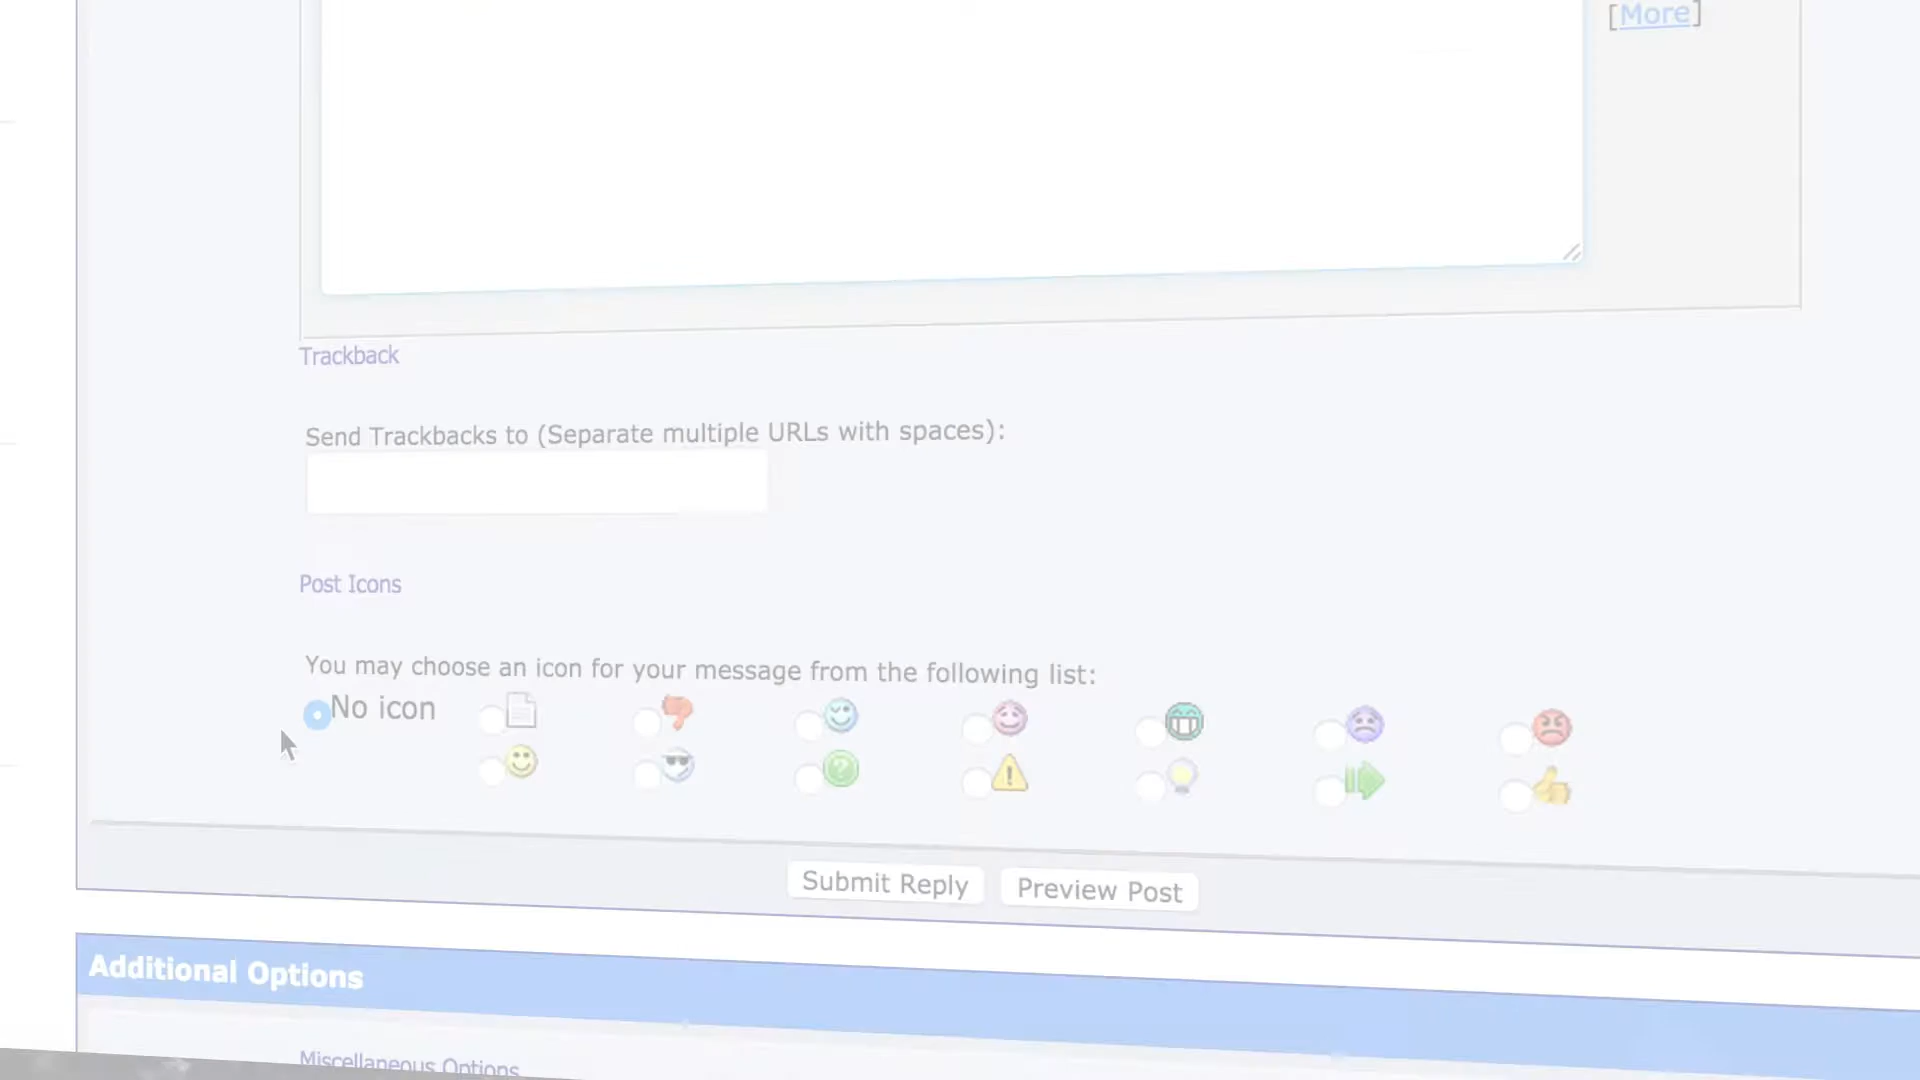 [More]
Trackback
Send Trackbacks to (Separate multiple URLs with spaces):
Post Icons
You may choose an icon for your message from the following list:
No icon
Submit Reply
Preview Post
Additional Options
Miscellaneous Options